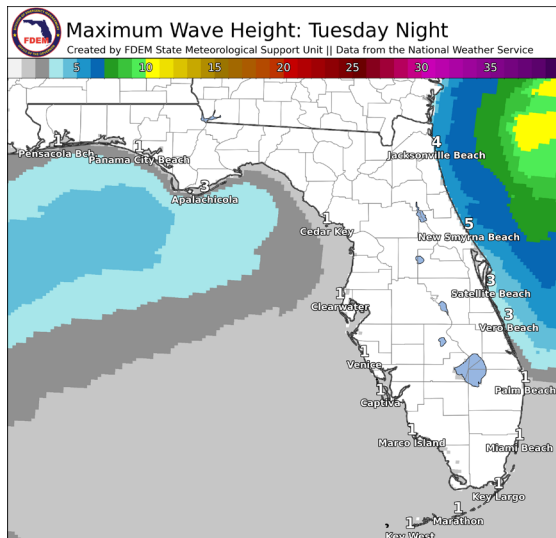 FDEM
Maximum Wave Height: Tuesday Night
Created by FDEM State Meteorological Support Unit || Data from the National Weather Service
5 10 15 20 25 30 35
1
Pensacola Bch
1
Panama City Beach
3
Apalachicola
4
Jacksonville Beach
1
Cedar Key
5
New Smyrna Beach
3
Satellite Beach
1
Clearwater
3
Vero Beach
1
Venice
1
Palm Beach
1
Captiva
1
Marco Island
1
Miami Beach
1
Key Largo
1
Marathon
1
Key West